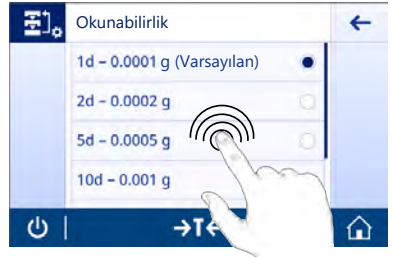 Okunabilirlik
1d – 0.0001 g (Varsayılan)
2d – 0.0002 g
5d – 0.0005 g
10d – 0.001 g
→T←